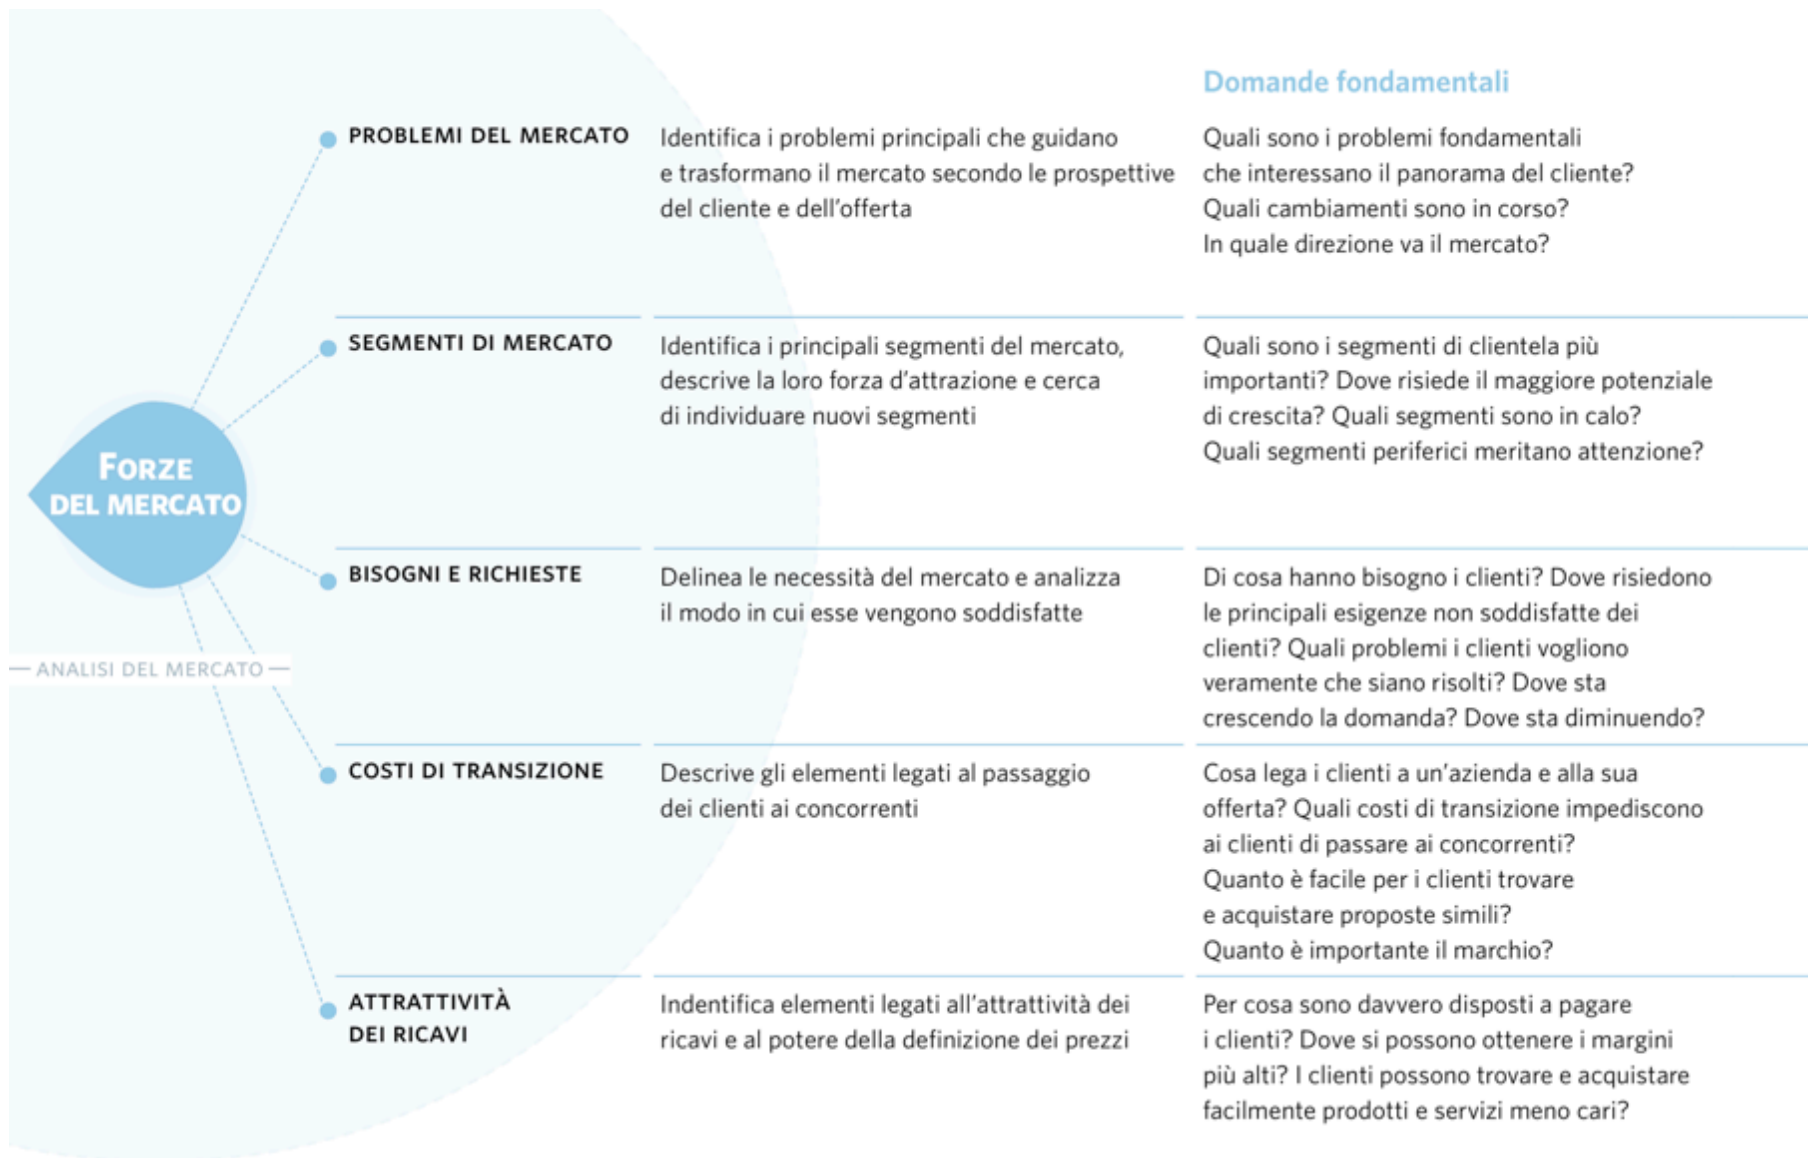 Domande fondamentali
PROBLEMI DEL MERCATO
Identifica i problemi principali che guidano
e trasformano il mercato secondo le prospettive
del cliente e dell'offerta
Quali sono i problemi fondamentali
che interessano il panorama del cliente?
Quali cambiamenti sono in corso?
In quale direzione va il mercato?
SEGMENTI DI MERCATO
Identifica i principali segmenti del mercato,
descrive la loro forza d'attrazione e cerca
di individuare nuovi segmenti
Quali sono i segmenti di clientela più
importanti? Dove risiede il maggiore potenziale
di crescita? Quali segmenti sono in calo?
Quali segmenti periferici meritano attenzione?
FORZE
DEL MERCATO
BISOGNI E RICHIESTE
Delinea le necessità del mercato e analizza
il modo in cui esse vengono soddisfatte
Di cosa hanno bisogno i clienti? Dove risiedono
le principali esigenze non soddisfatte dei
clienti? Quali problemi i clienti vogliono
veramente che siano risolti? Dove sta
crescendo la domanda? Dove sta diminuendo?
— ANALISI DEL MERCATO —
COSTI DI TRANSIZIONE
Descrive gli elementi legati al passaggio
dei clienti ai concorrenti
Cosa lega i clienti a un'azienda e alla sua
offerta? Quali costi di transizione impediscono
ai clienti di passare ai concorrenti?
Quanto è facile per i clienti trovare
e acquistare proposte simili?
Quanto è importante il marchio?
ATTRATTIVITÀ
DEI RICAVI
Indentifica elementi legati all'attrattività dei
ricavi e al potere della definizione dei prezzi
Per cosa sono davvero disposti a pagare
i clienti? Dove si possono ottenere i margini
più alti? I clienti possono trovare e acquistare
facilmente prodotti e servizi meno cari?